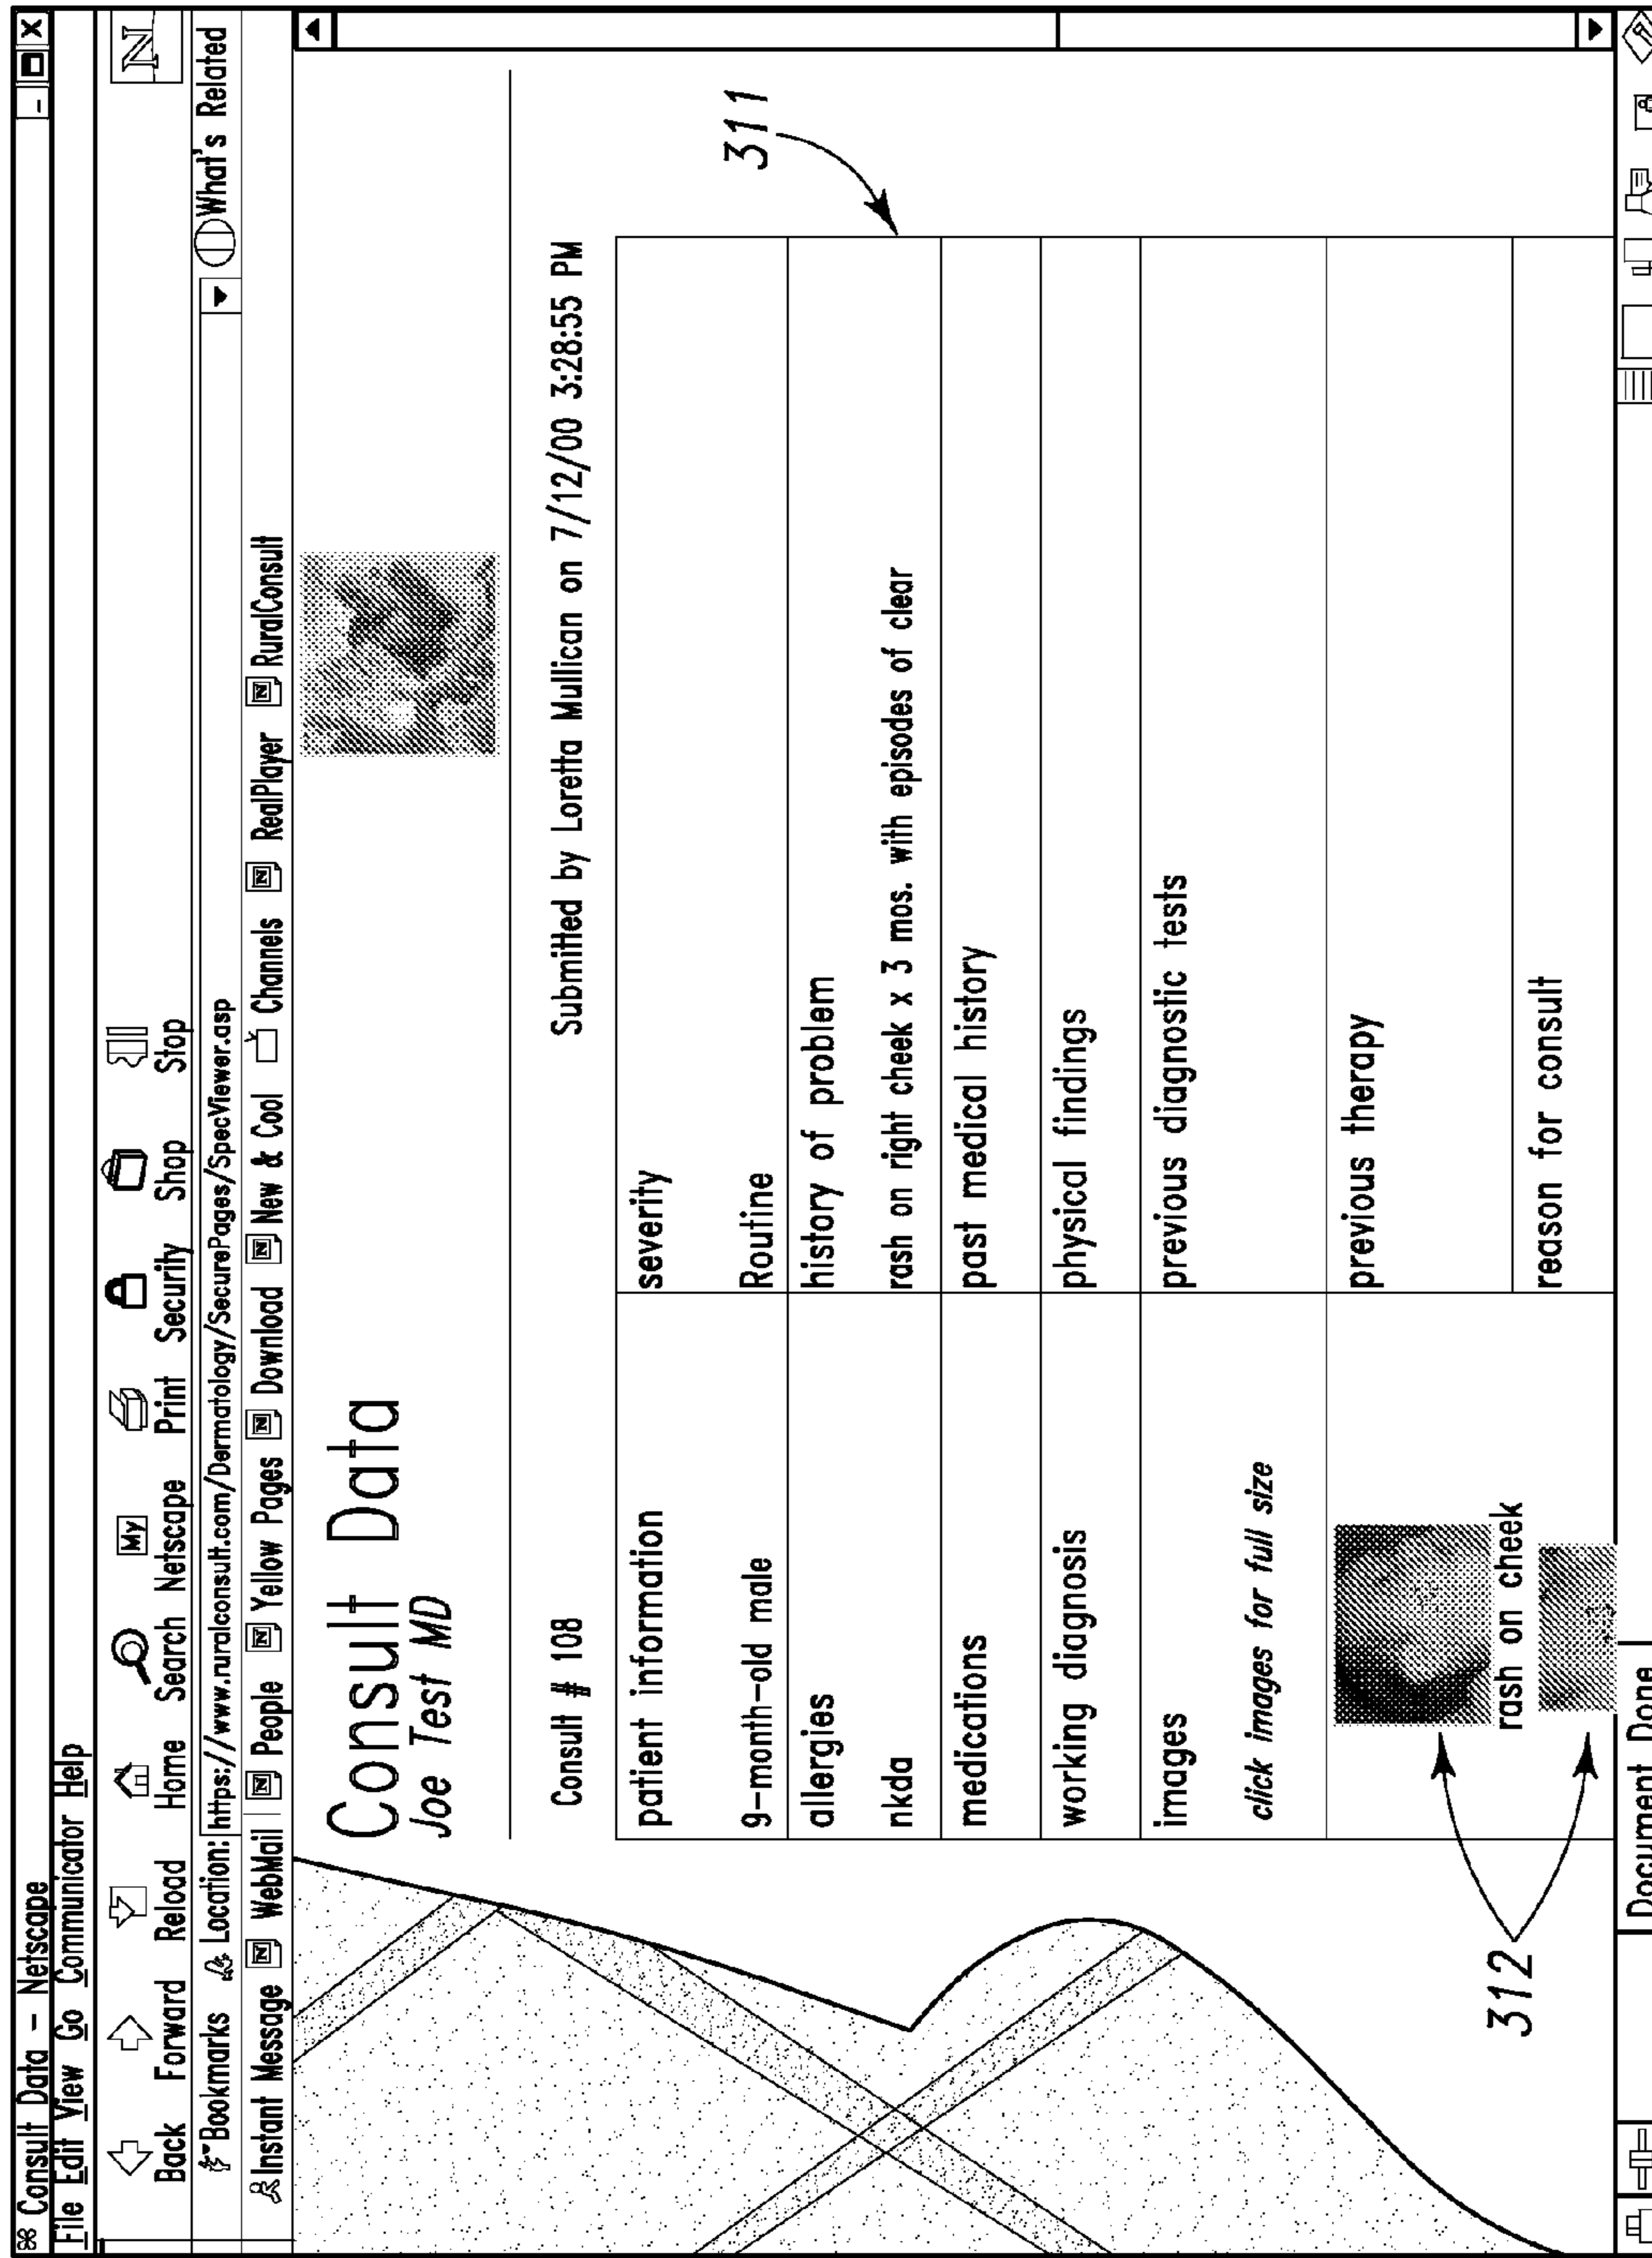 Consult Data – Netscape
File Edit View Go Communicator Help
N
Back Forward Reload Home Search Netscape Print Security Shop Stop
My
Bookmarks Location: https://www.ruralconsult.com/Dermatology/SecurePages/SpecViewer.asp What's Related
Instant Message WebMail People Yellow Pages Download New & Cool Channels RealPlayer RuralConsult
Consult Data
Joe Test MD
Consult # 108 Submitted by Loretta Mullican on 7/12/00 3:28:55 PM
patient information severity
9-month-old male Routine
311
allergies history of problem
nkda rash on right cheek x 3 mos. with episodes of clear
medications past medical history
working diagnosis physical findings
images previous diagnostic tests
click images for full size
previous therapy
312
rash on cheek reason for consult
Document Done